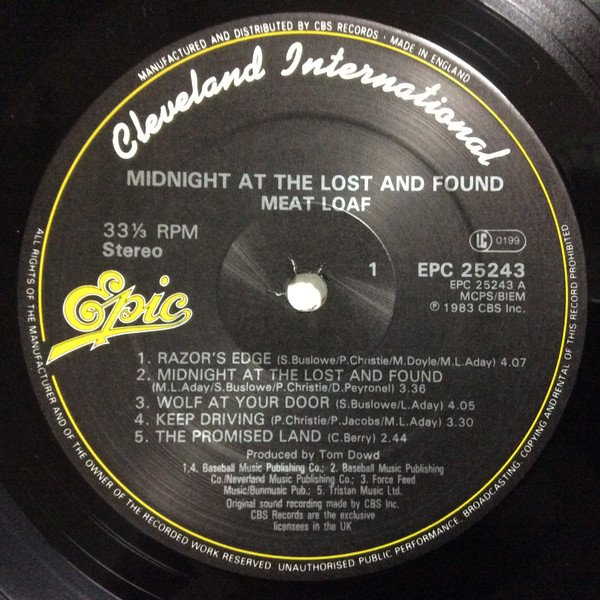 MANUFACTURED AND DISTRIBUTED BY CBS RECORDS · MADE IN ENGLAND
Cleveland International
MIDNIGHT AT THE LOST AND FOUND
MEAT LOAF
33⅓ RPM
Stereo
LC 0199
1
EPC 25243
EPC 25243 A
MCPS/BIEM
℗ 1983 CBS Inc.
Epic
1. RAZOR'S EDGE (S.Buslowe/P.Christie/M.Doyle/M.L.Aday) 4.07
2. MIDNIGHT AT THE LOST AND FOUND
(M.L.Aday/S.Buslowe/P.Christie/D.Peyronel) 3.36
3. WOLF AT YOUR DOOR (S.Buslowe/L.Aday) 4.05
4. KEEP DRIVING (P.Christie/P.Jacobs/M.L.Aday) 3.30
5. THE PROMISED LAND (C.Berry) 2.44
Produced by Tom Dowd
1,4. Baseball Music Publishing Co.; 2. Baseball Music Publishing
Co./Neverland Music Publishing Co.; 3. Force Feed
Music/Bunmusic Pub.; 5. Tristan Music Ltd.
Original sound recording made by CBS Inc.
CBS Records are the exclusive
licensees in the UK
ALL RIGHTS OF THE MANUFACTURER AND OF THE OWNER OF THE RECORDED WORK RESERVED UNAUTHORISED PUBLIC PERFORMANCE, BROADCASTING, COPYING AND RENTAL OF THIS RECORD PROHIBITED